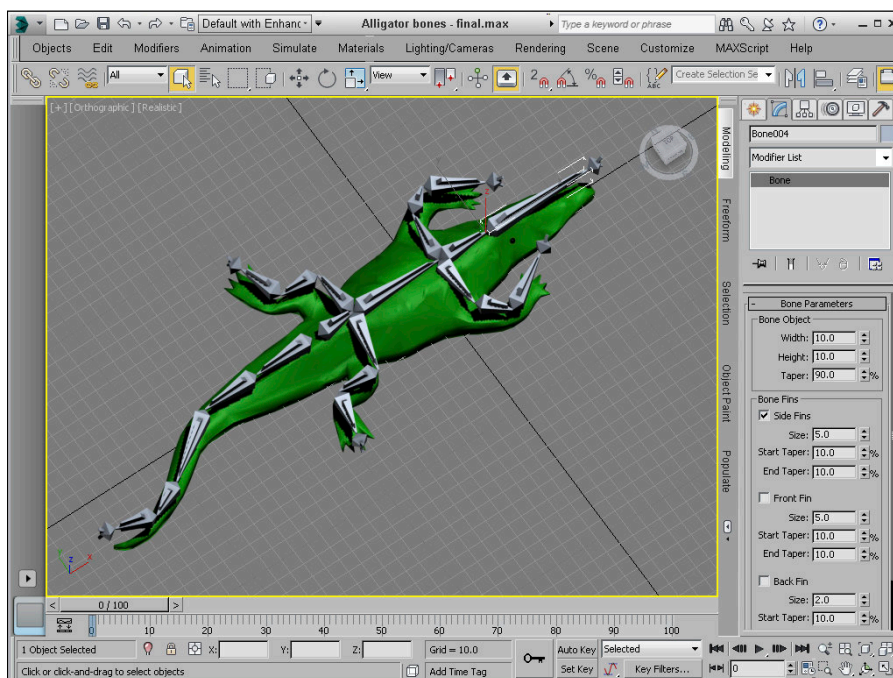 Default with Enhanc
Alligator bones - final.max
Type a keyword or phrase
Objects Edit Modifiers Animation Simulate Materials Lighting/Cameras Rendering Scene Customize MAXScript Help
All
View
2
%
ABC
Create Selection Se
[+] [Orthographic] [Realistic]
Modeling
Freeform
Selection
Object Paint
Populate
Bone004
Modifier List
Bone
- Bone Parameters
Bone Object
Width: 10.0
Height: 10.0
Taper: 90.0 %
Bone Fins
Side Fins
Size: 5.0
Start Taper: 10.0 %
End Taper: 10.0 %
Front Fin
Size: 5.0
Start Taper: 10.0 %
End Taper: 10.0 %
Back Fin
Size: 2.0
Start Taper: 10.0 %
z x
< 0 / 100 >
0 10 20 30 40 50 60 70 80 90 100
1 Object Selected X: Y: Z: Grid = 10.0 Auto Key Selected
Click or click-and-drag to select objects Add Time Tag Set Key Key Filters... 0